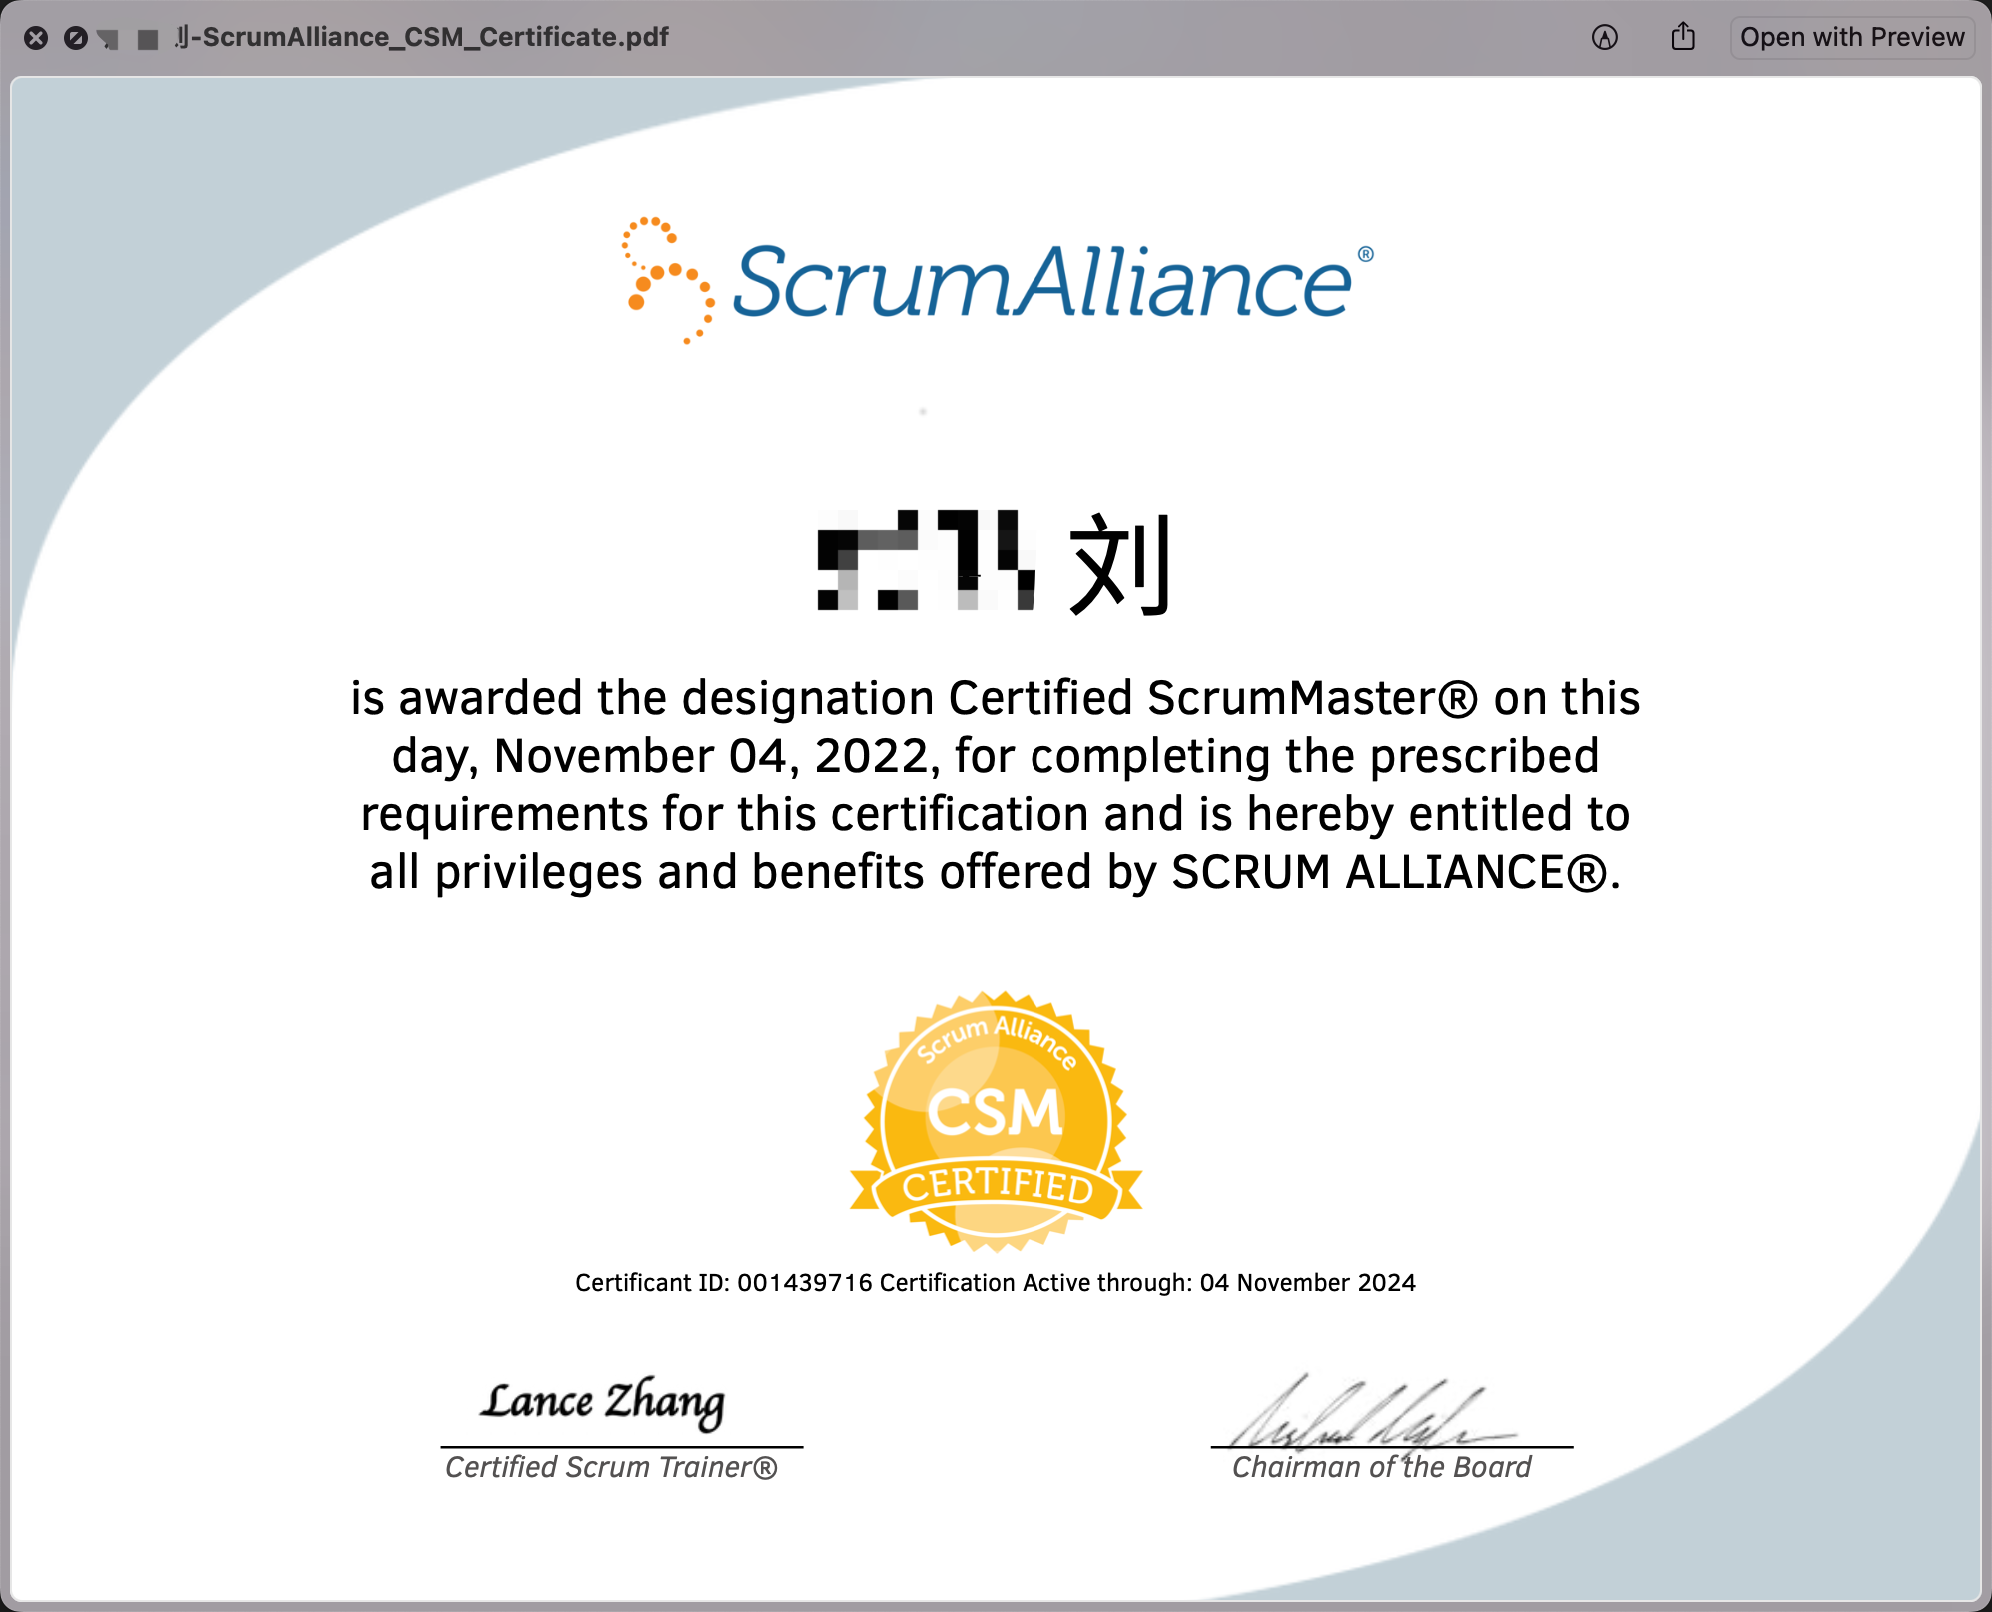 -ScrumAlliance_CSM_Certificate.pdf
Open with Preview
ScrumAlliance®
刘
is awarded the designation Certified ScrumMaster® on this
day, November 04, 2022, for completing the prescribed
requirements for this certification and is hereby entitled to
all privileges and benefits offered by SCRUM ALLIANCE®.
Scrum Alliance
CSM
CERTIFIED
Certificant ID: 001439716 Certification Active through: 04 November 2024
Lance Zhang
Certified Scrum Trainer®
Chairman of the Board